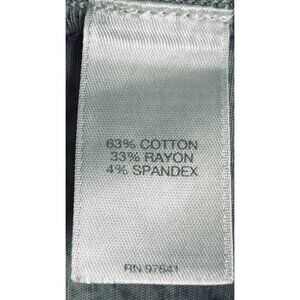 63% COTTON
33% RAYON
4% SPANDEX
RN 97641